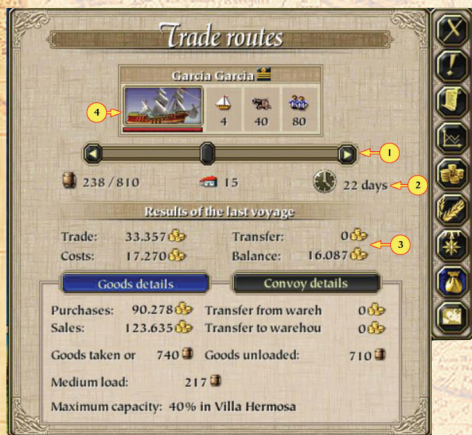 Trade routes
Garcia Garcia
4
4 40 80
1
238 / 810 15 22 days
2
Results of the last voyage
Trade: 33.357 Transfer: 0
3
Costs: 17.270 Balance: 16.087
Goods details Convoy details
Purchases: 90.278 Transfer from wareh 0
Sales: 123.635 Transfer to warehou 0
Goods taken or 740 Goods unloaded: 710
Medium load: 217
Maximum capacity: 40% in Villa Hermosa